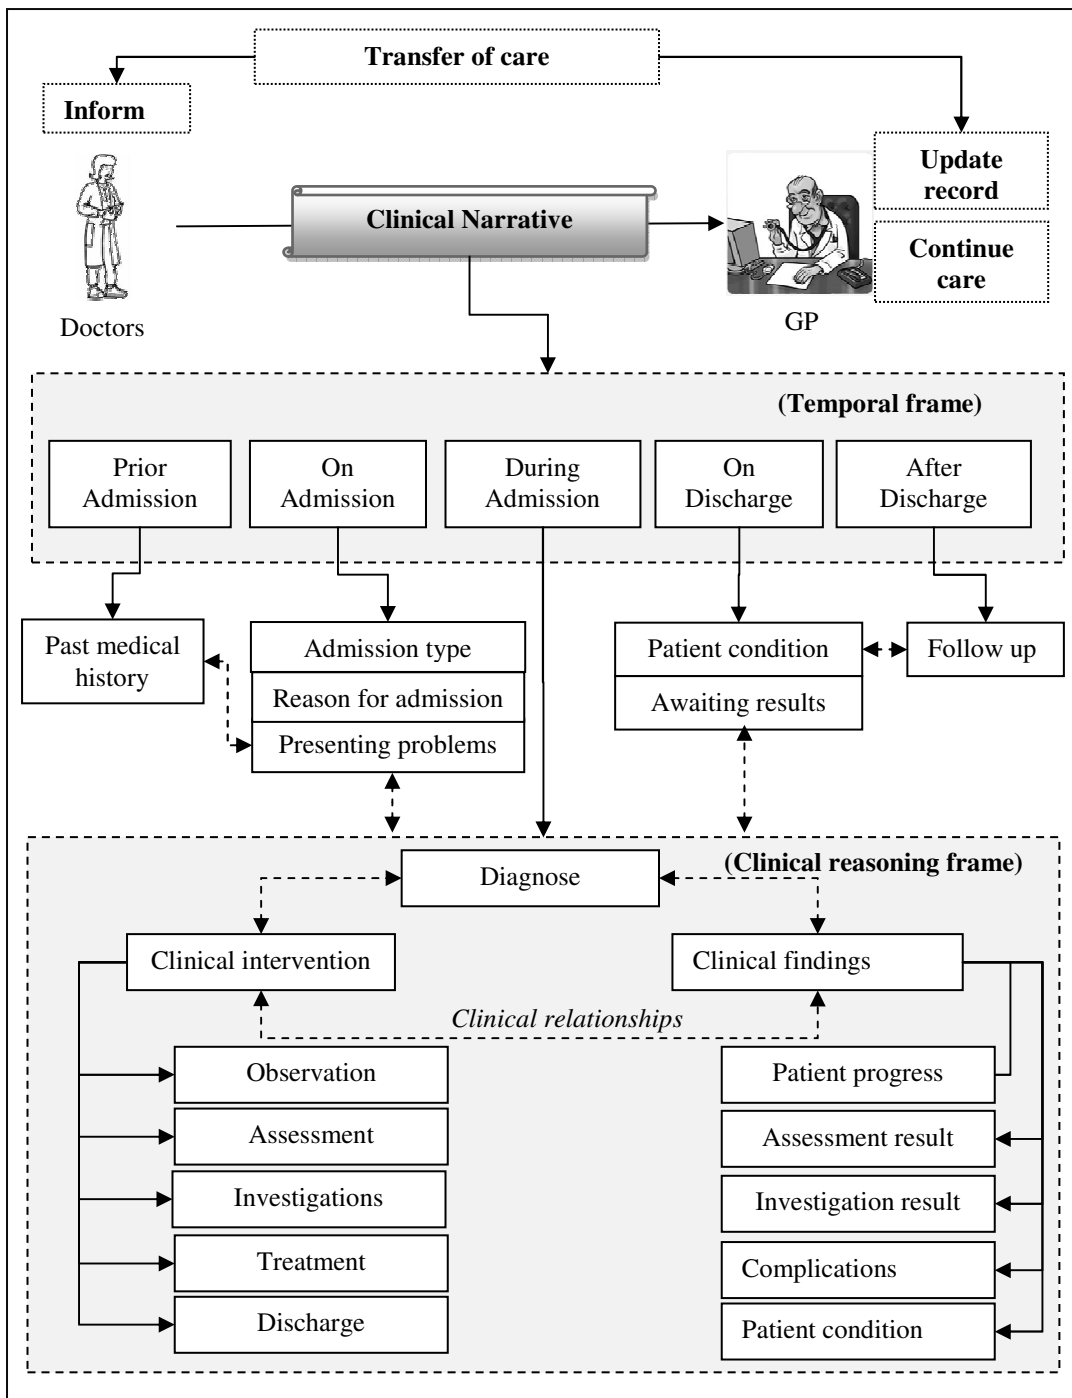 Transfer of care
Inform
Update
record
Clinical Narrative
Continue
care
Doctors
GP
(Temporal frame)
Prior
Admission
On
Admission
During
Admission
On
Discharge
After
Discharge
Past medical
history
Admission type
Reason for admission
Presenting problems
Patient condition
Awaiting results
Follow up
(Clinical reasoning frame)
Diagnose
Clinical intervention
Clinical findings
Clinical relationships
Observation
Assessment
Investigations
Treatment
Discharge
Patient progress
Assessment result
Investigation result
Complications
Patient condition